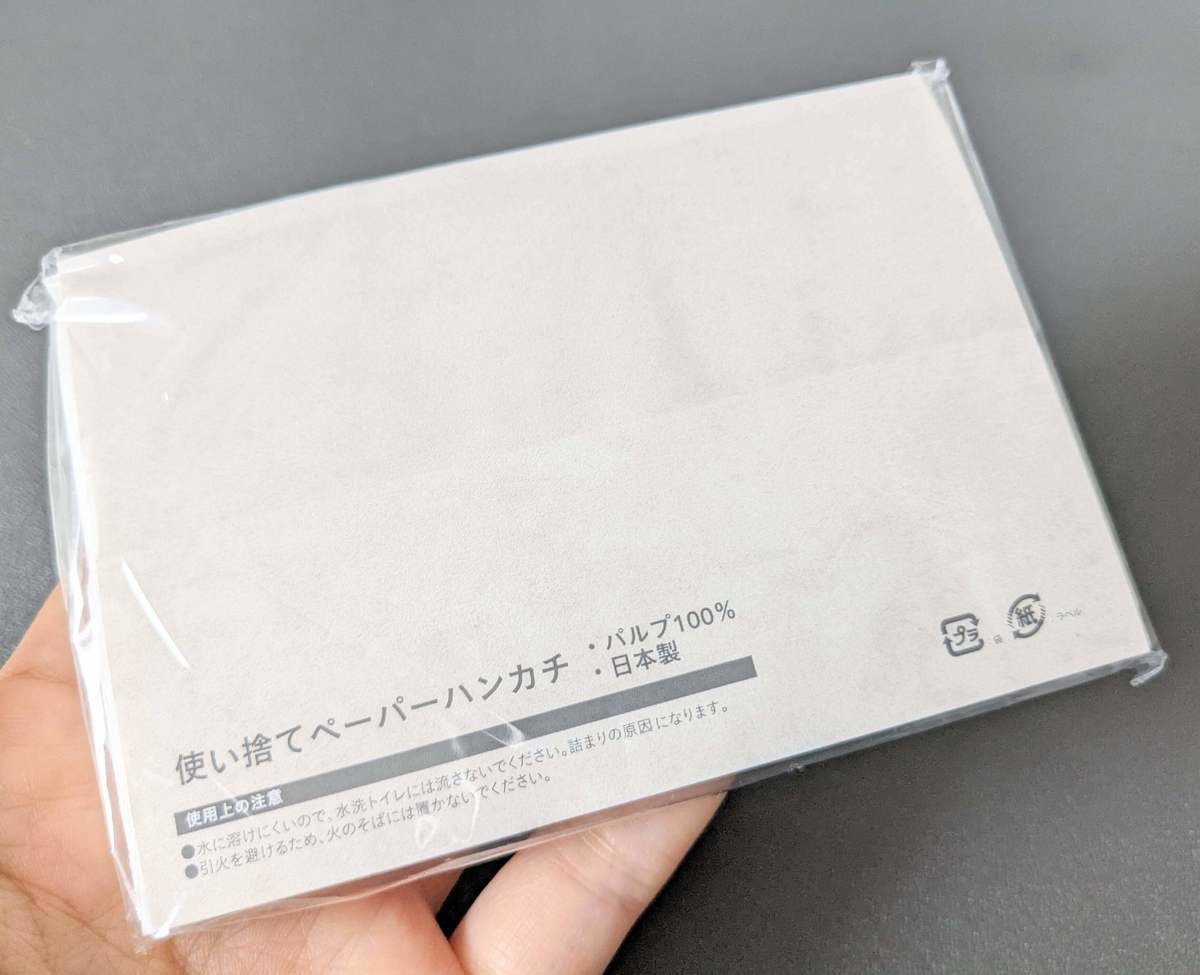 使い捨てペーパーハンカチ
・パルプ100%
・日本製
使用上の注意
●水に溶けにくいので、水洗トイレには流さないでください。詰まりの原因になります。
●引火を避けるため、火のそばには置かないでください。
プラ
:袋
紙
:ラベル